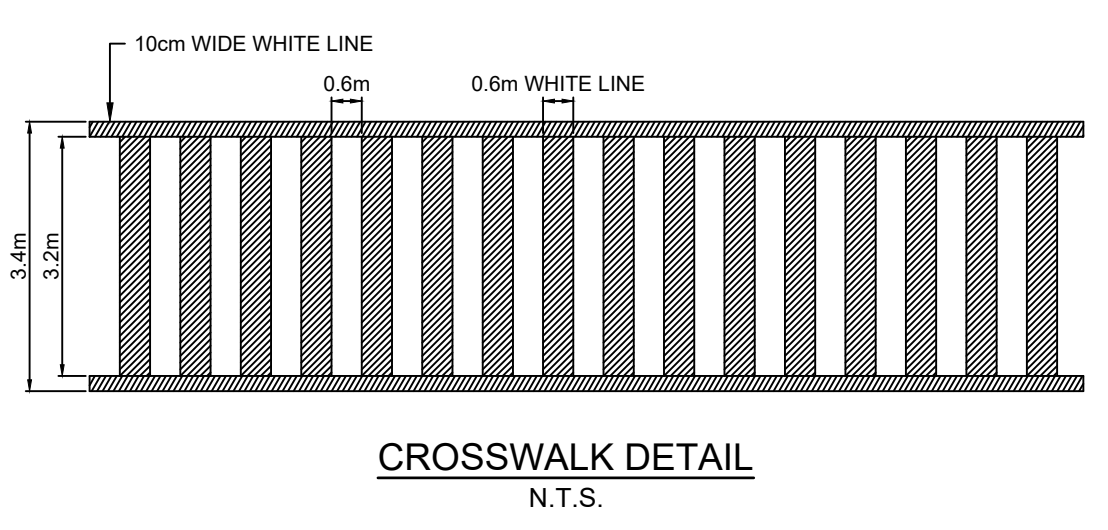 10cm WIDE WHITE LINE
0.6m
0.6m WHITE LINE
3.4m
3.2m
CROSSWALK DETAIL
N.T.S.